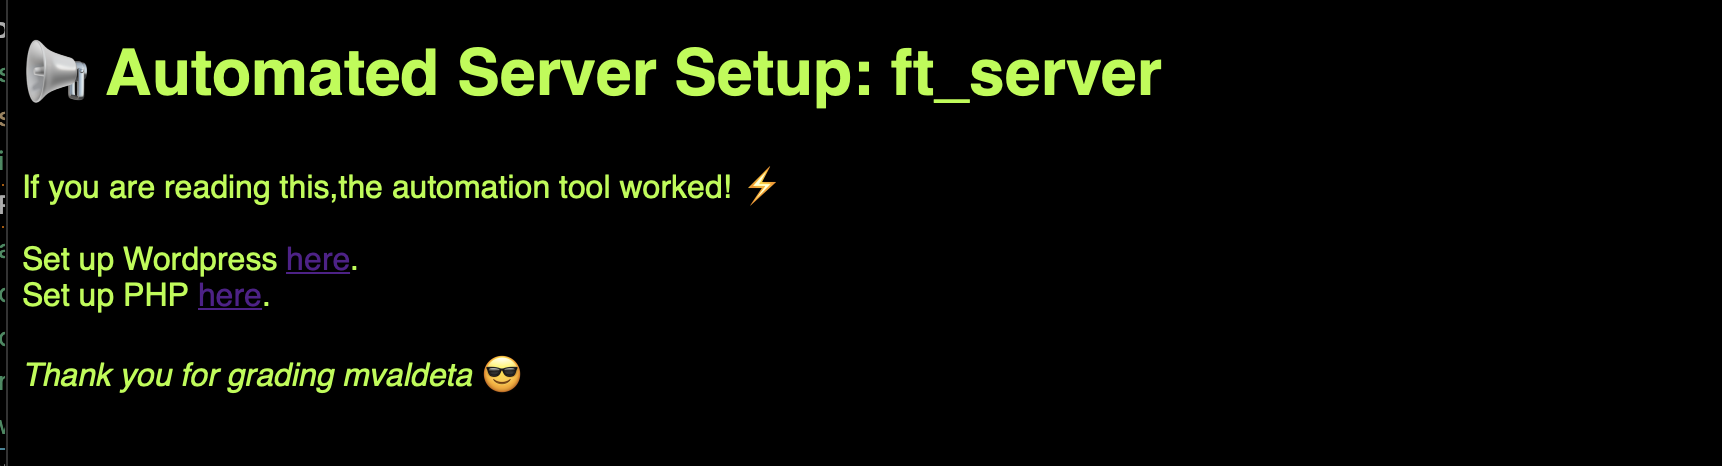 📢 Automated Server Setup: ft_server
If you are reading this,the automation tool worked! ⚡
Set up Wordpress here.
Set up PHP here.
Thank you for grading mvaldeta 😎